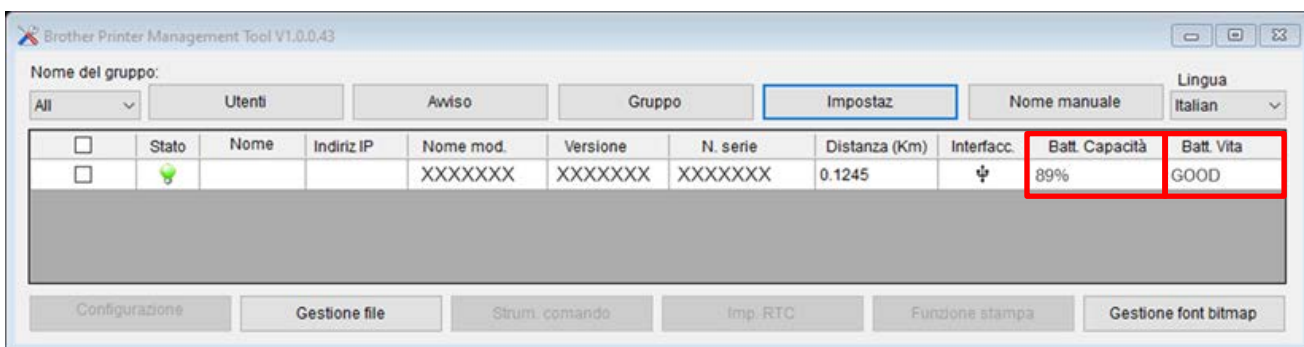 Brother Printer Management Tool V1.0.0.43
Nome del gruppo:
Lingua
All Utenti Avviso Gruppo Impostaz Nome manuale Italian
Stato Nome Indiriz IP Nome mod. Versione N. serie Distanza (Km) Interfacc. Batt. Capacità Batt. Vita
XXXXXXX XXXXXXX XXXXXXX 0.1245 89% GOOD
Configurazione Gestione file Strum. comando Imp. RTC Funzione stampa Gestione font bitmap